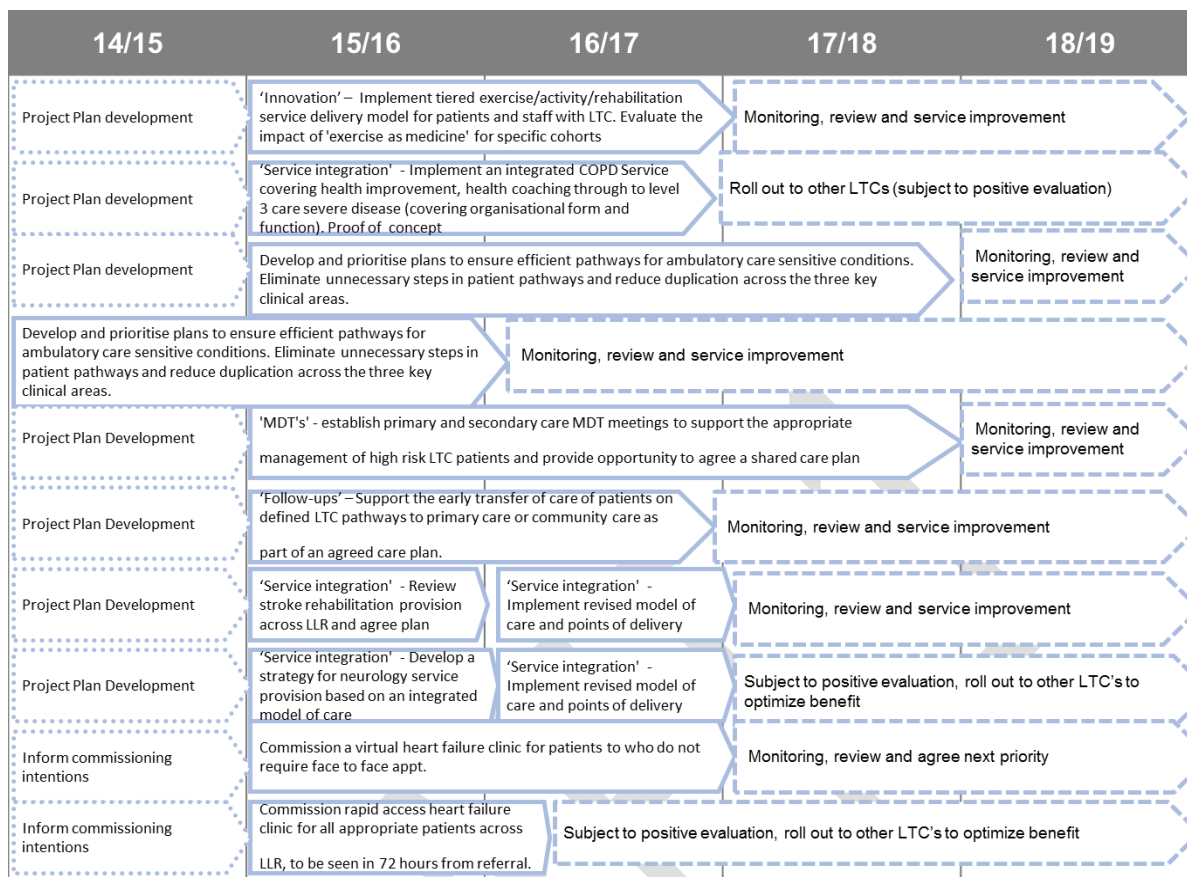 14/15 15/16 16/17 17/18 18/19
Project Plan development
‘Innovation’ – Implement tiered exercise/activity/rehabilitation
service delivery model for patients and staff with LTC. Evaluate the
impact of 'exercise as medicine' for specific cohorts
Monitoring, review and service improvement
Project Plan development
‘Service integration' - Implement an integrated COPD Service
covering health improvement, health coaching through to level
3 care severe disease (covering organisational form and
function). Proof of concept
Roll out to other LTCs (subject to positive evaluation)
Project Plan development
Develop and prioritise plans to ensure efficient pathways for ambulatory care sensitive conditions.
Eliminate unnecessary steps in patient pathways and reduce duplication across the three key
clinical areas.
Monitoring, review and
service improvement
Develop and prioritise plans to ensure efficient pathways for
ambulatory care sensitive conditions. Eliminate unnecessary steps in
patient pathways and reduce duplication across the three key
clinical areas.
Monitoring, review and service improvement
Project Plan Development
'MDT's' - establish primary and secondary care MDT meetings to support the appropriate
management of high risk LTC patients and provide opportunity to agree a shared care plan
Monitoring, review and
service improvement
Project Plan Development
‘Follow-ups’ – Support the early transfer of care of patients on
defined LTC pathways to primary care or community care as
part of an agreed care plan.
Monitoring, review and service improvement
Project Plan Development
‘Service integration' - Review
stroke rehabilitation provision
across LLR and agree plan
‘Service integration' -
Implement revised model of
care and points of delivery
Monitoring, review and service improvement
Project Plan Development
‘Service integration' - Develop a
strategy for neurology service
provision based on an integrated
model of care
‘Service integration' -
Implement revised model of
care and points of delivery
Subject to positive evaluation, roll out to other LTC’s to
optimize benefit
Inform commissioning
intentions
Commission a virtual heart failure clinic for patients to who do not
require face to face appt.
Monitoring, review and agree next priority
Inform commissioning
intentions
Commission rapid access heart failure
clinic for all appropriate patients across
LLR, to be seen in 72 hours from referral.
Subject to positive evaluation, roll out to other LTC’s to optimize benefit